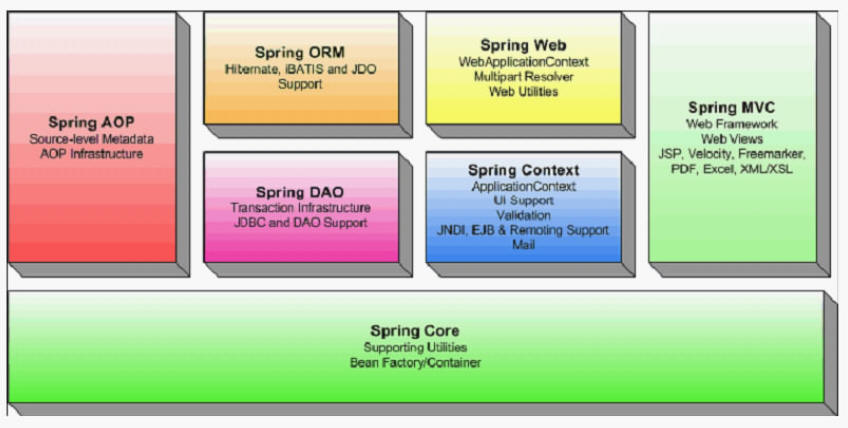 Spring AOP
Source-level Metadata
AOP Infrastructure
Spring ORM
Hibernate, iBATIS and JDO
Support
Spring DAO
Transaction Infrastructure
JDBC and DAO Support
Spring Web
WebApplicationContext
Multipart Resolver
Web Utilities
Spring Context
ApplicationContext
UI Support
Validation
JNDI, EJB & Remoting Support
Mail
Spring MVC
Web Framework
Web Views
JSP, Velocity, Freemarker,
PDF, Excel, XML/XSL
Spring Core
Supporting Utilities
Bean Factory/Container